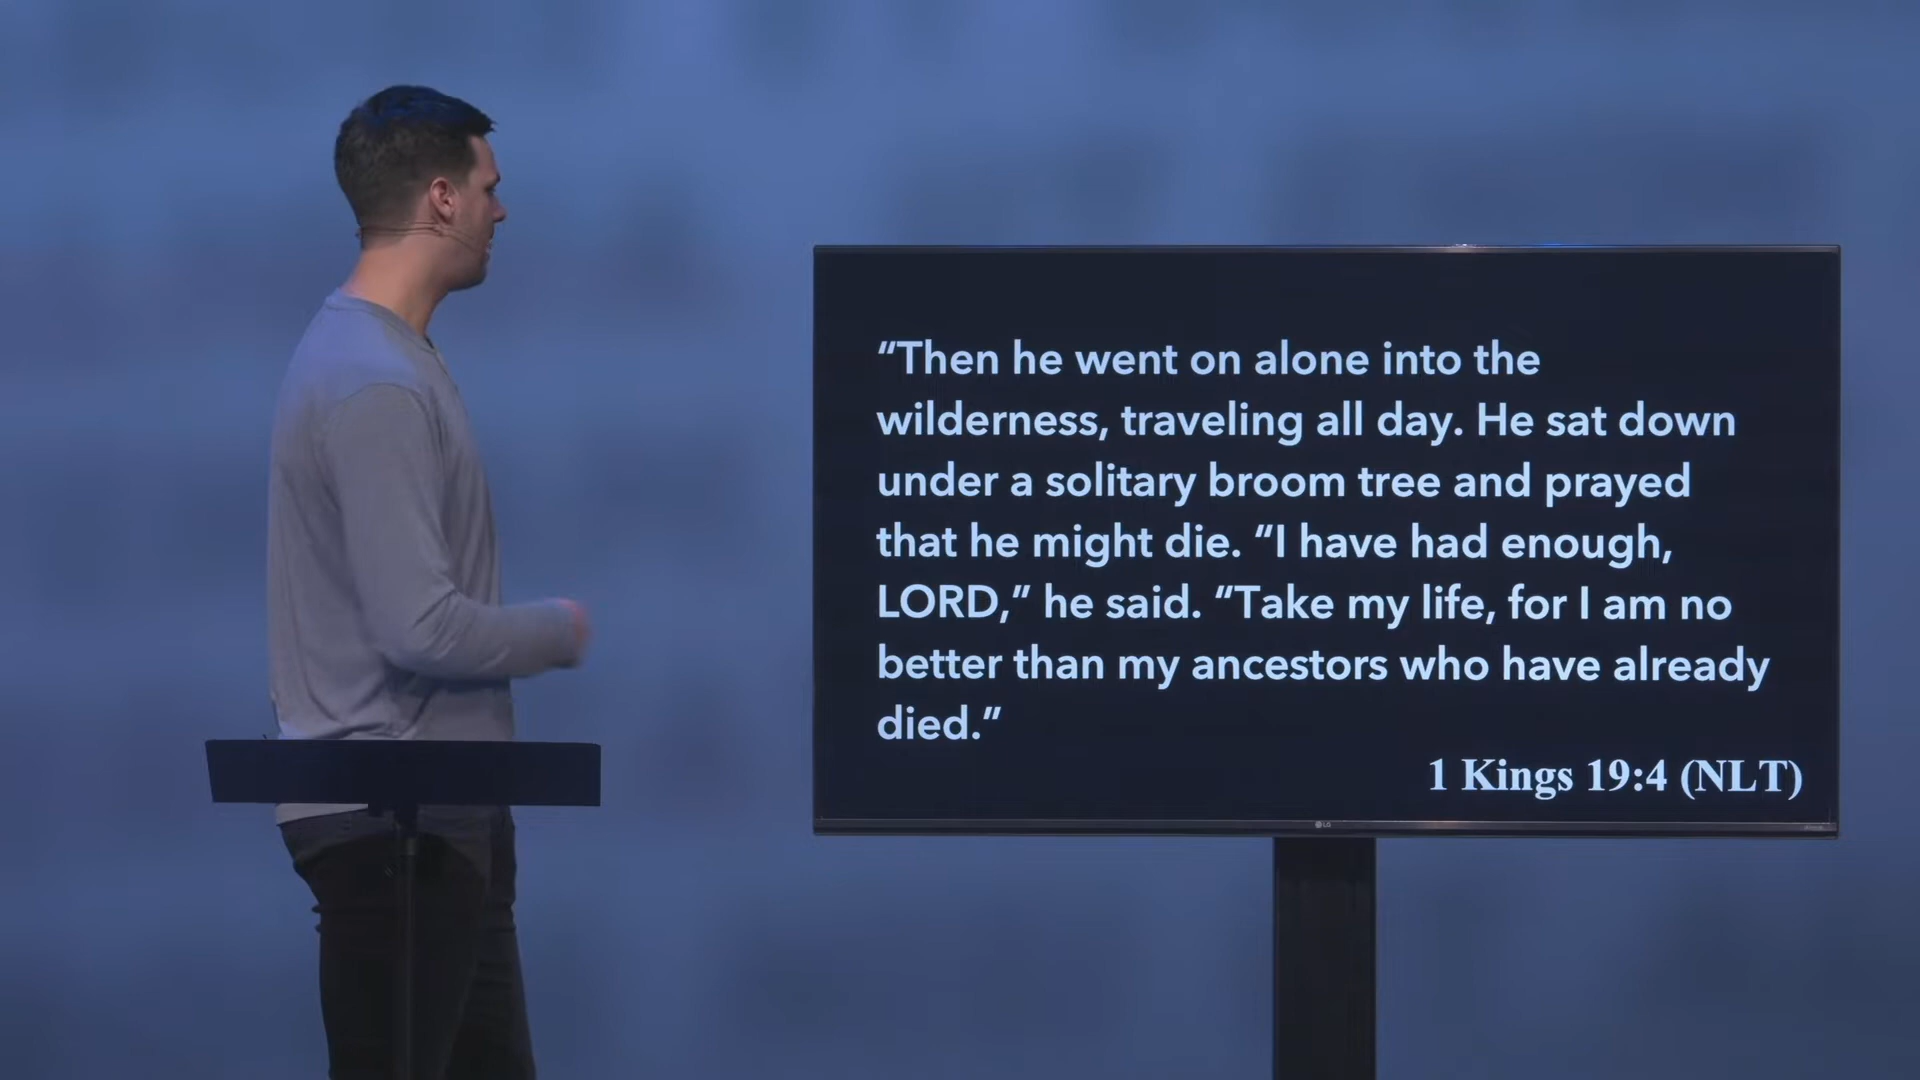 “Then he went on alone into the
wilderness, traveling all day. He sat down
under a solitary broom tree and prayed
that he might die. “I have had enough,
LORD,” he said. “Take my life, for I am no
better than my ancestors who have already
died.”
1 Kings 19:4 (NLT)
LG